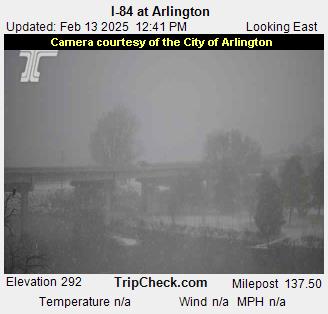 I-84 at Arlington
Updated: Feb 13 2025 12:41 PM Looking East
Camera courtesy of the City of Arlington
Elevation 292 TripCheck.com Milepost 137.50
Temperature n/a Wind n/a MPH n/a